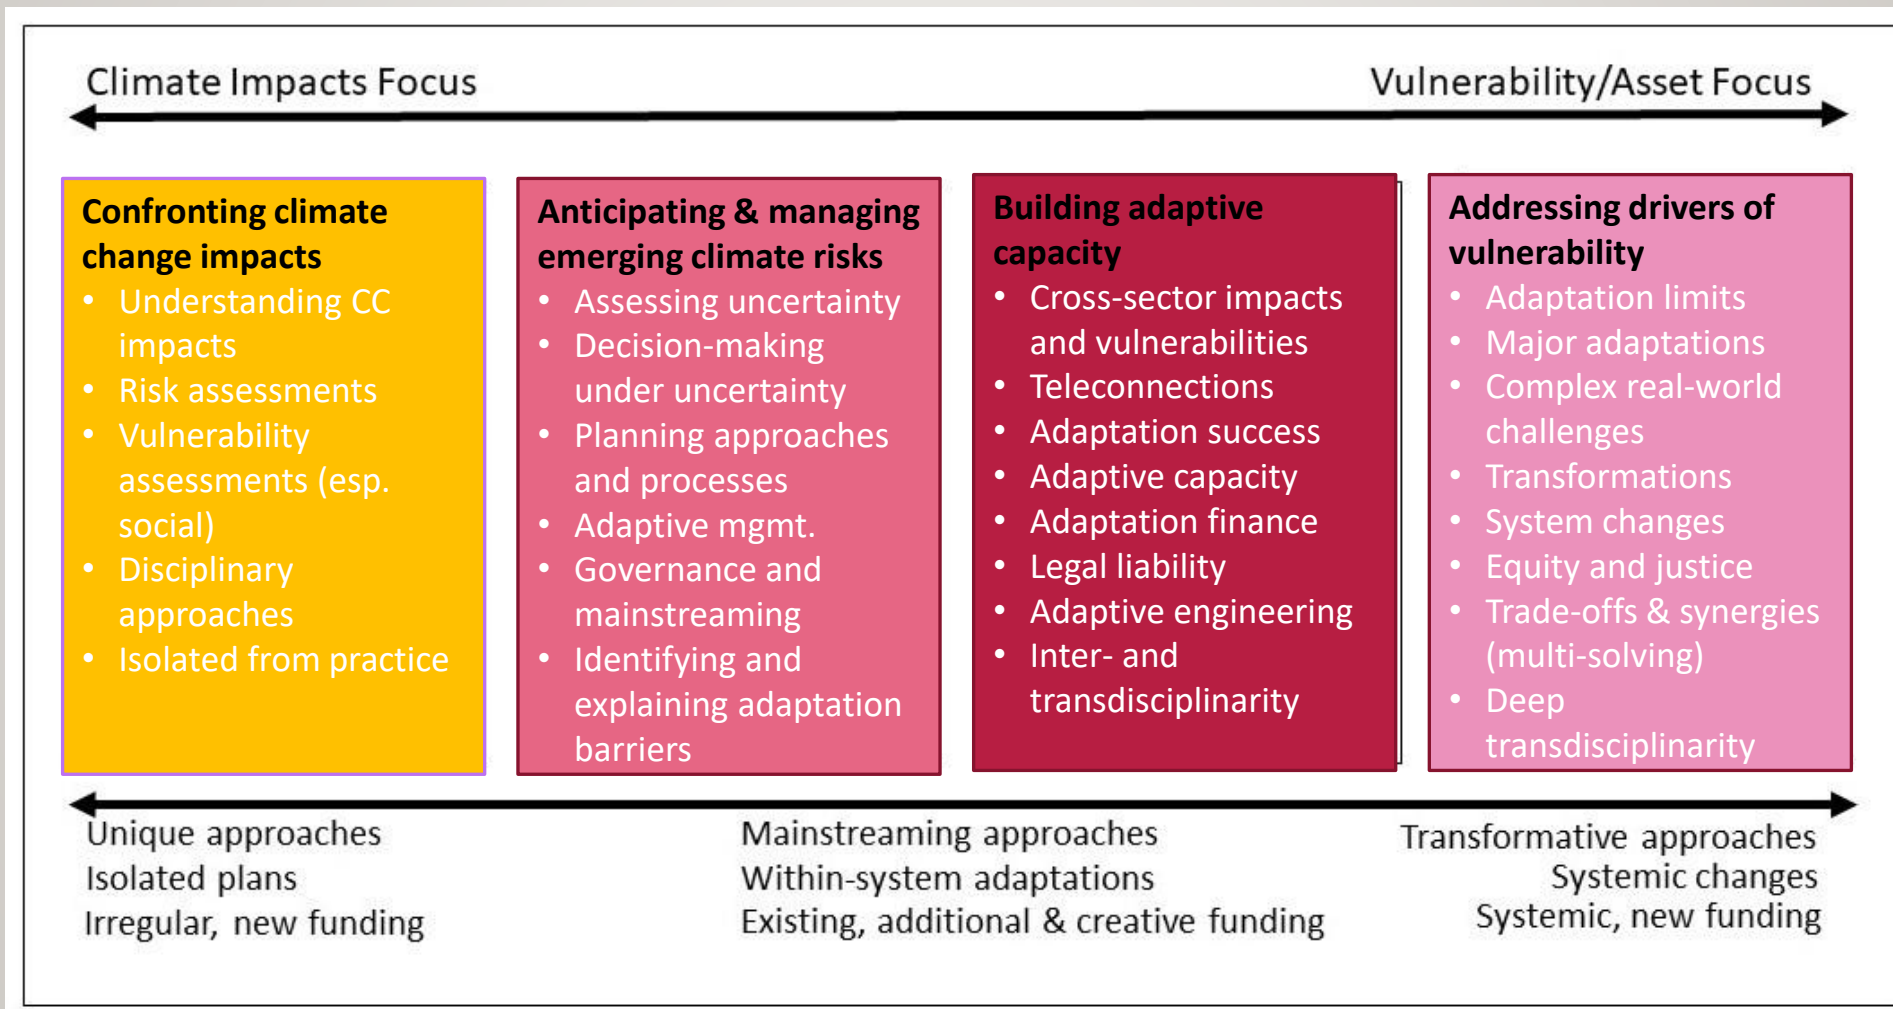 Climate Impacts Focus
Vulnerability/Asset Focus
Confronting climate
change impacts
• Understanding CC
impacts
• Risk assessments
• Vulnerability
assessments (esp.
social)
• Disciplinary
approaches
• Isolated from practice
Anticipating & managing
emerging climate risks
• Assessing uncertainty
• Decision-making
under uncertainty
• Planning approaches
and processes
• Adaptive mgmt.
• Governance and
mainstreaming
• Identifying and
explaining adaptation
barriers
Building adaptive
capacity
• Cross-sector impacts
and vulnerabilities
• Teleconnections
• Adaptation success
• Adaptive capacity
• Adaptation finance
• Legal liability
• Adaptive engineering
• Inter- and
transdisciplinarity
Addressing drivers of
vulnerability
• Adaptation limits
• Major adaptations
• Complex real-world
challenges
• Transformations
• System changes
• Equity and justice
• Trade-offs & synergies
(multi-solving)
• Deep
transdisciplinarity
Unique approaches
Isolated plans
Irregular, new funding
Mainstreaming approaches
Within-system adaptations
Existing, additional & creative funding
Transformative approaches
Systemic changes
Systemic, new funding